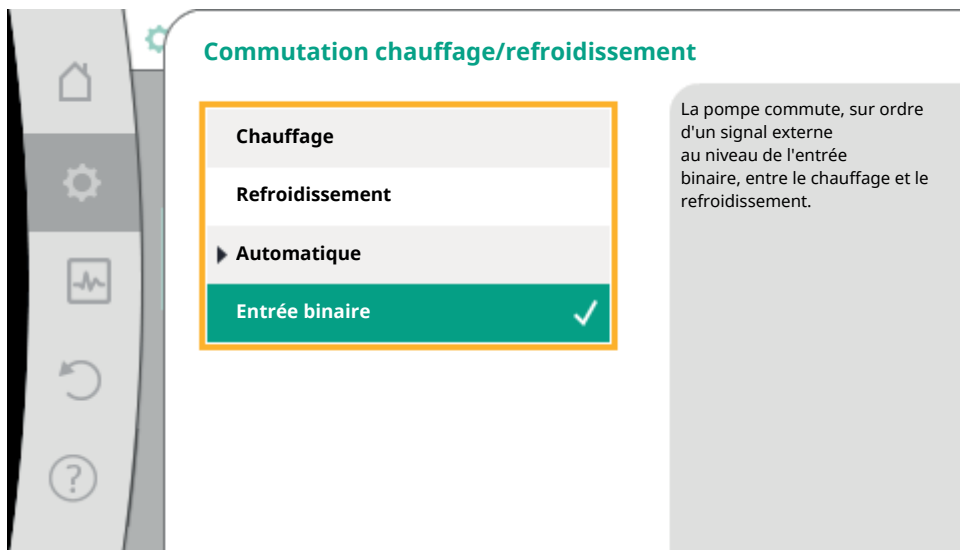 Commutation chauffage/refroidissement
Chauffage
Refroidissement
Automatique
Entrée binaire
La pompe commute, sur ordre
d'un signal externe
au niveau de l'entrée
binaire, entre le chauffage et le
refroidissement.
?